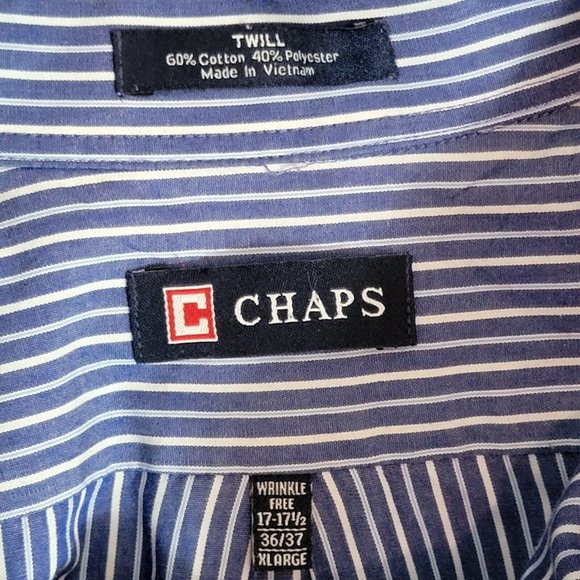 TWILL
60% Cotton 40% Polyester
Made In Vietnam
C CHAPS
WRINKLE
FREE
17-17½
36/37
XLARGE